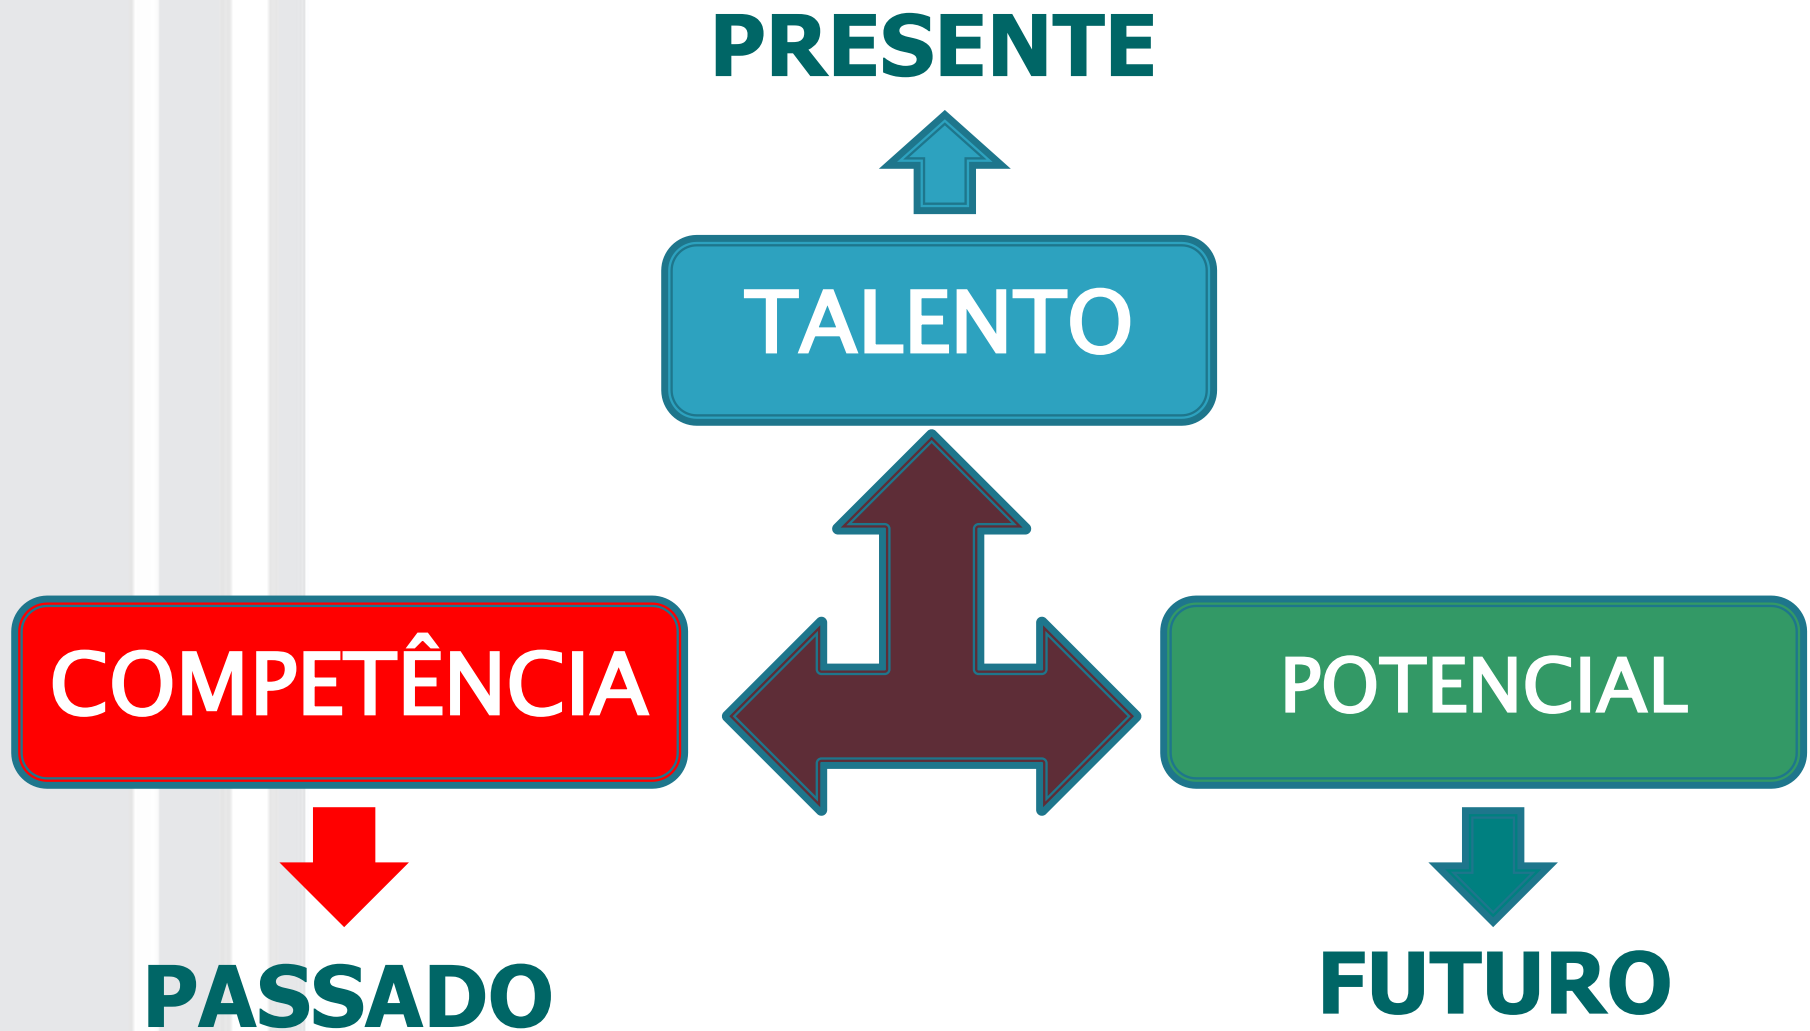 PRESENTE
TALENTO
COMPETÊNCIA
POTENCIAL
PASSADO
FUTURO